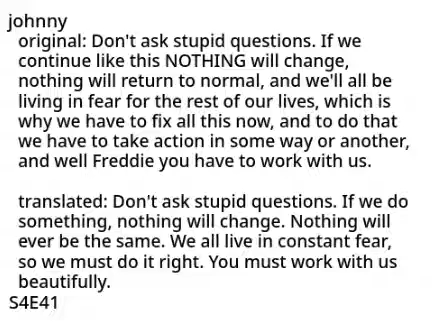 johnny
original: Don't ask stupid questions. If we
continue like this NOTHING will change,
nothing will return to normal, and we'll all be
living in fear for the rest of our lives, which is
why we have to fix all this now, and to do that
we have to take action in some way or another,
and well Freddie you have to work with us.
translated: Don't ask stupid questions. If we do
something, nothing will change. Nothing will
ever be the same. We all live in constant fear,
so we must do it right. You must work with us
beautifully.
S4E41